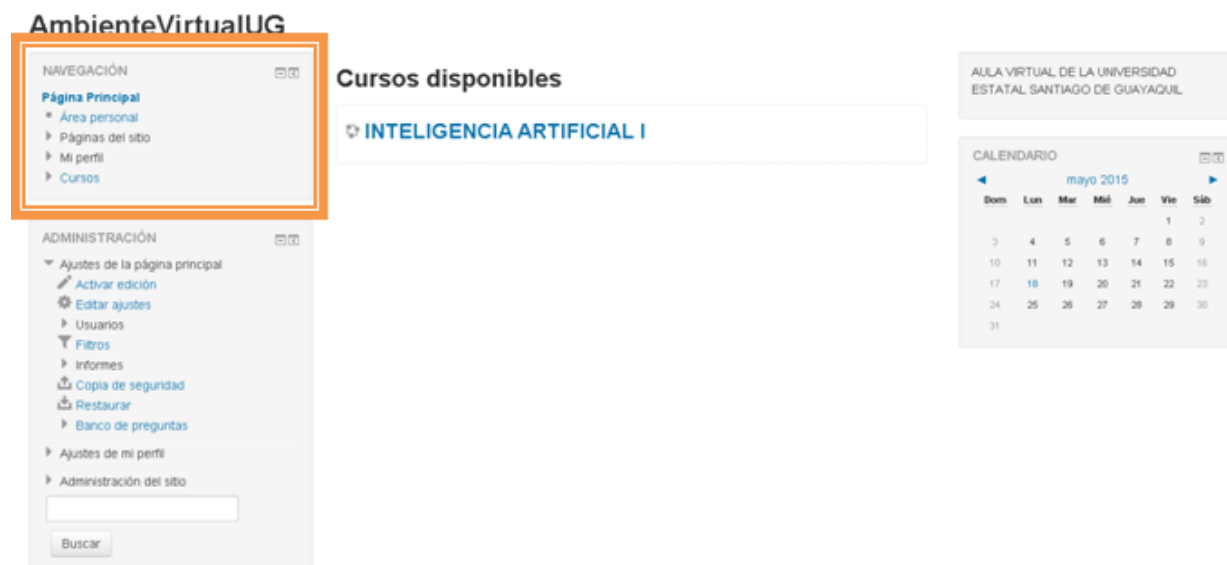 AmbienteVirtualUG
NAVEGACIÓN
Página Principal
Área personal
Páginas del sitio
Mi perfil
Cursos
ADMINISTRACIÓN
Ajustes de la página principal
Activar edición
Editar ajustes
Usuarios
Filtros
Informes
Copia de seguridad
Restaurar
Banco de preguntas
Ajustes de mi perfil
Administración del sitio
Buscar
Cursos disponibles
INTELIGENCIA ARTIFICIAL I
AULA VIRTUAL DE LA UNIVERSIDAD
ESTATAL SANTIAGO DE GUAYAQUIL
CALENDARIO
mayo 2015
Dom Lun Mar Mié Jue Vie Sáb
1 2
3 4 5 6 7 8 9
10 11 12 13 14 15 16
17 18 19 20 21 22 23
24 25 26 27 28 29 30
31